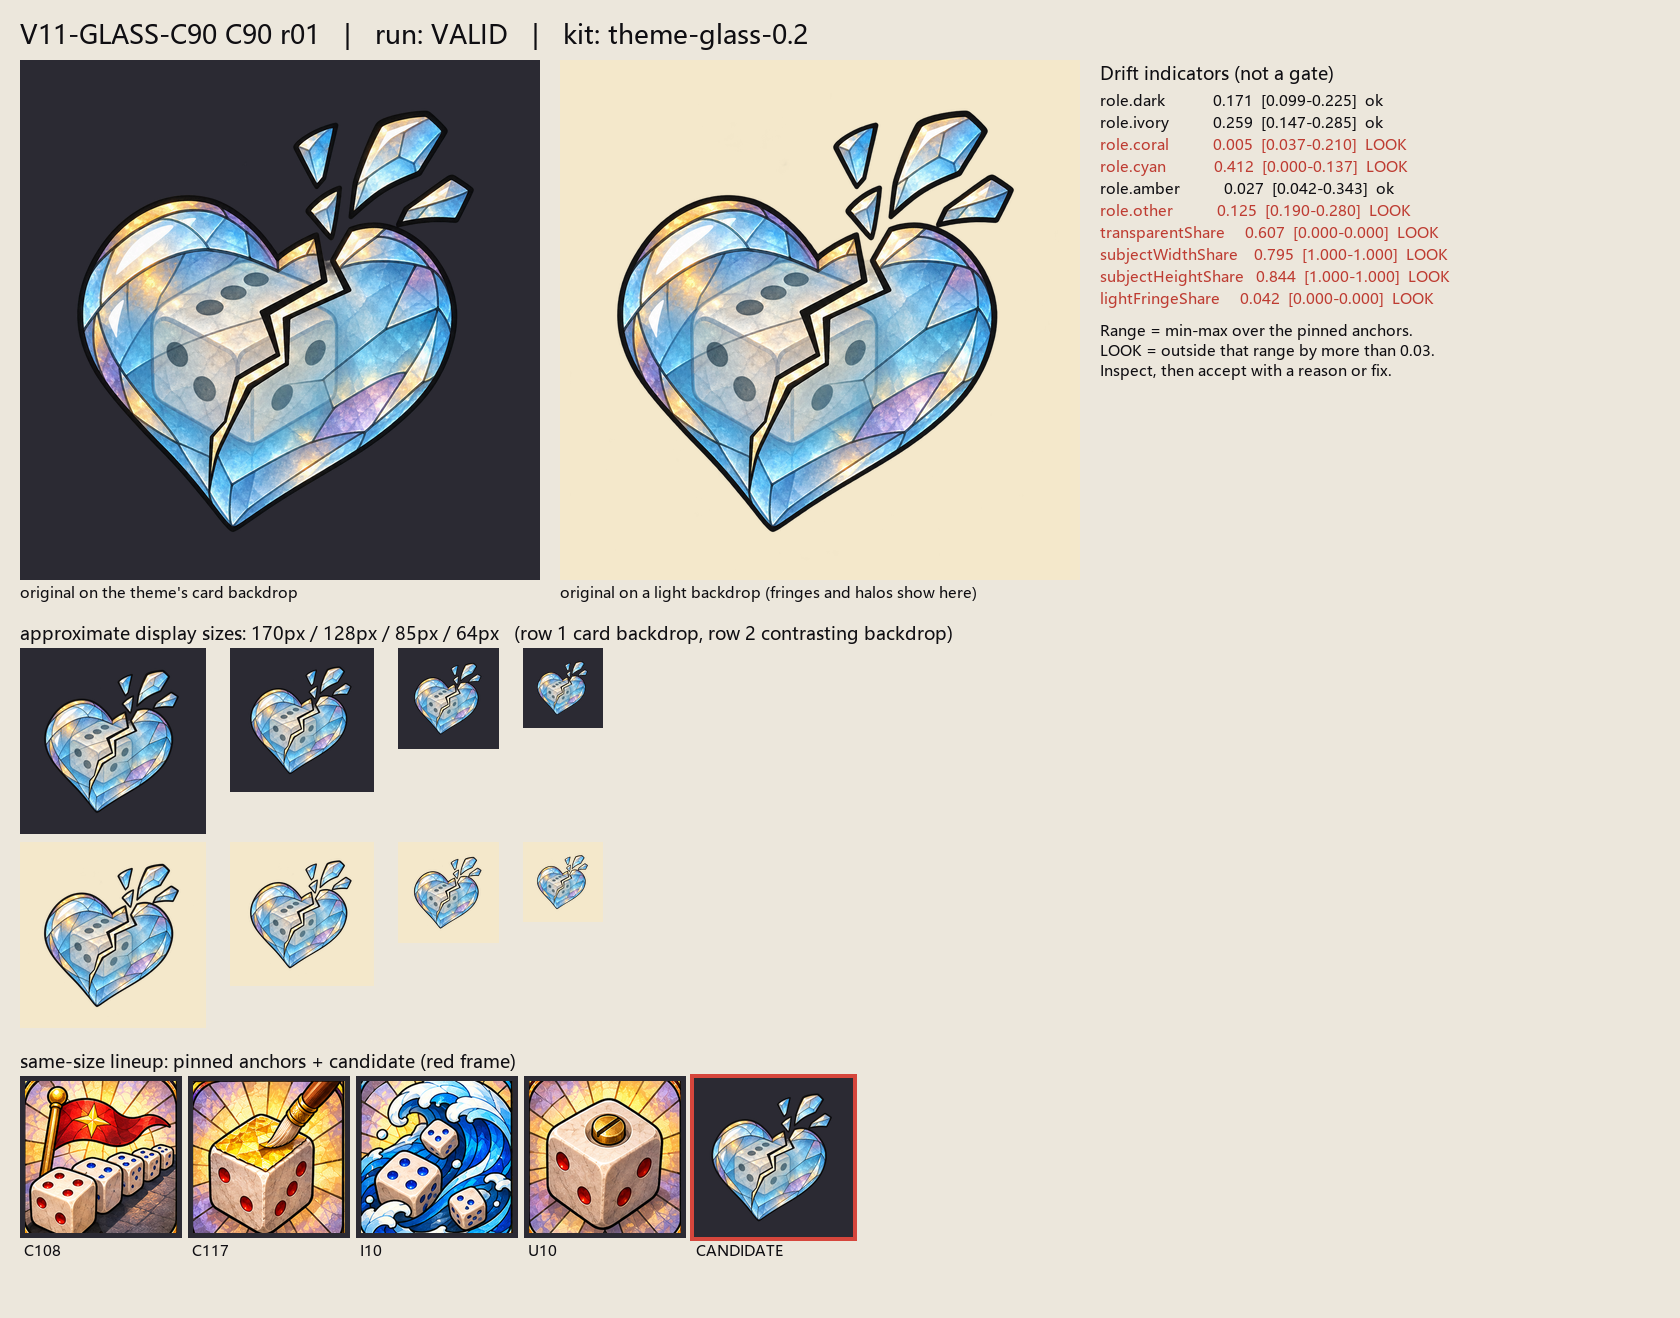 V11-GLASS-C90 C90 r01 | run: VALID | kit: theme-glass-0.2
Drift indicators (not a gate)
role.dark 0.171 [0.099-0.225] ok
role.ivory 0.259 [0.147-0.285] ok
role.coral 0.005 [0.037-0.210] LOOK
role.cyan 0.412 [0.000-0.137] LOOK
role.amber 0.027 [0.042-0.343] ok
role.other 0.125 [0.190-0.280] LOOK
transparentShare 0.607 [0.000-0.000] LOOK
subjectWidthShare 0.795 [1.000-1.000] LOOK
subjectHeightShare 0.844 [1.000-1.000] LOOK
lightFringeShare 0.042 [0.000-0.000] LOOK
Range = min-max over the pinned anchors.
LOOK = outside that range by more than 0.03.
Inspect, then accept with a reason or fix.
original on the theme's card backdrop
original on a light backdrop (fringes and halos show here)
approximate display sizes: 170px / 128px / 85px / 64px (row 1 card backdrop, row 2 contrasting backdrop)
same-size lineup: pinned anchors + candidate (red frame)
C108
C117
I10
U10
CANDIDATE